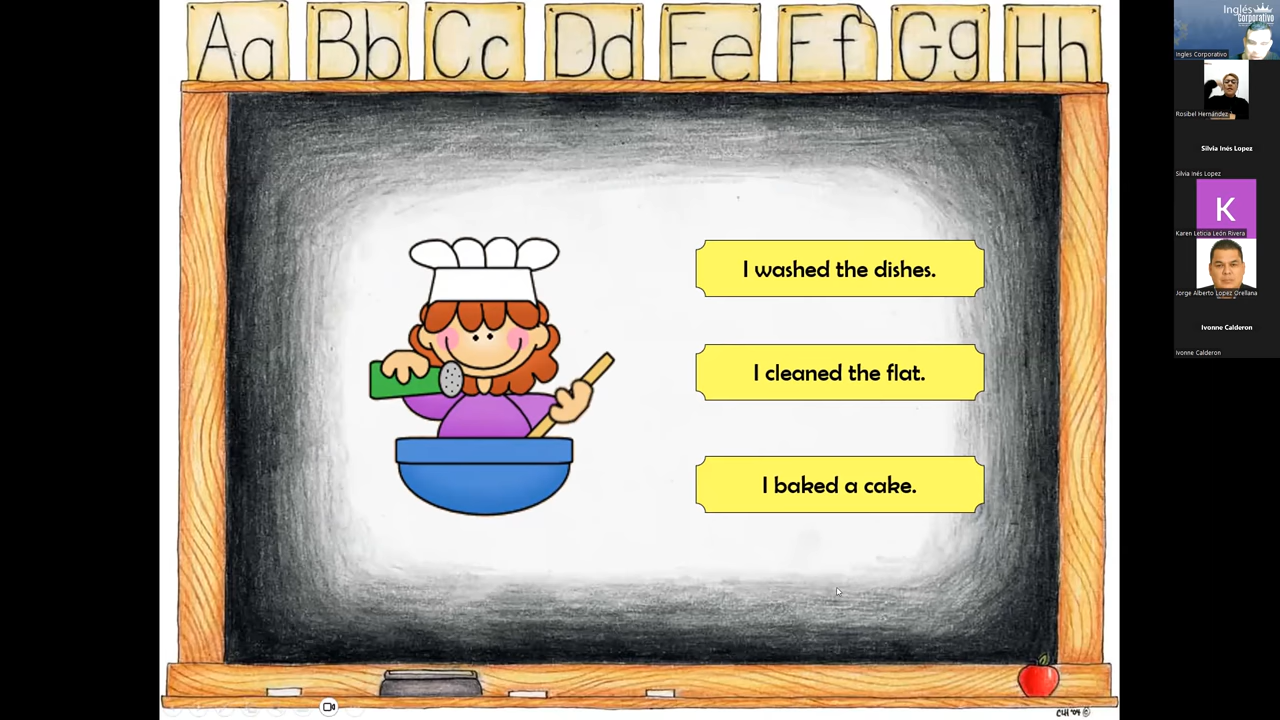 Aa Bb Cc Dd Ee Ff Gg Hh
I washed the dishes.
I cleaned the flat.
I baked a cake.
CLH '04 ©
Inglés
Corporativo
Ingles Corporativo
Rosibel Hernández
Silvia Inés Lopez
Silvia Inés Lopez
K
Karen Leticia León Rivera
Jorge Alberto Lopez Orellana
Ivonne Calderon
Ivonne Calderon